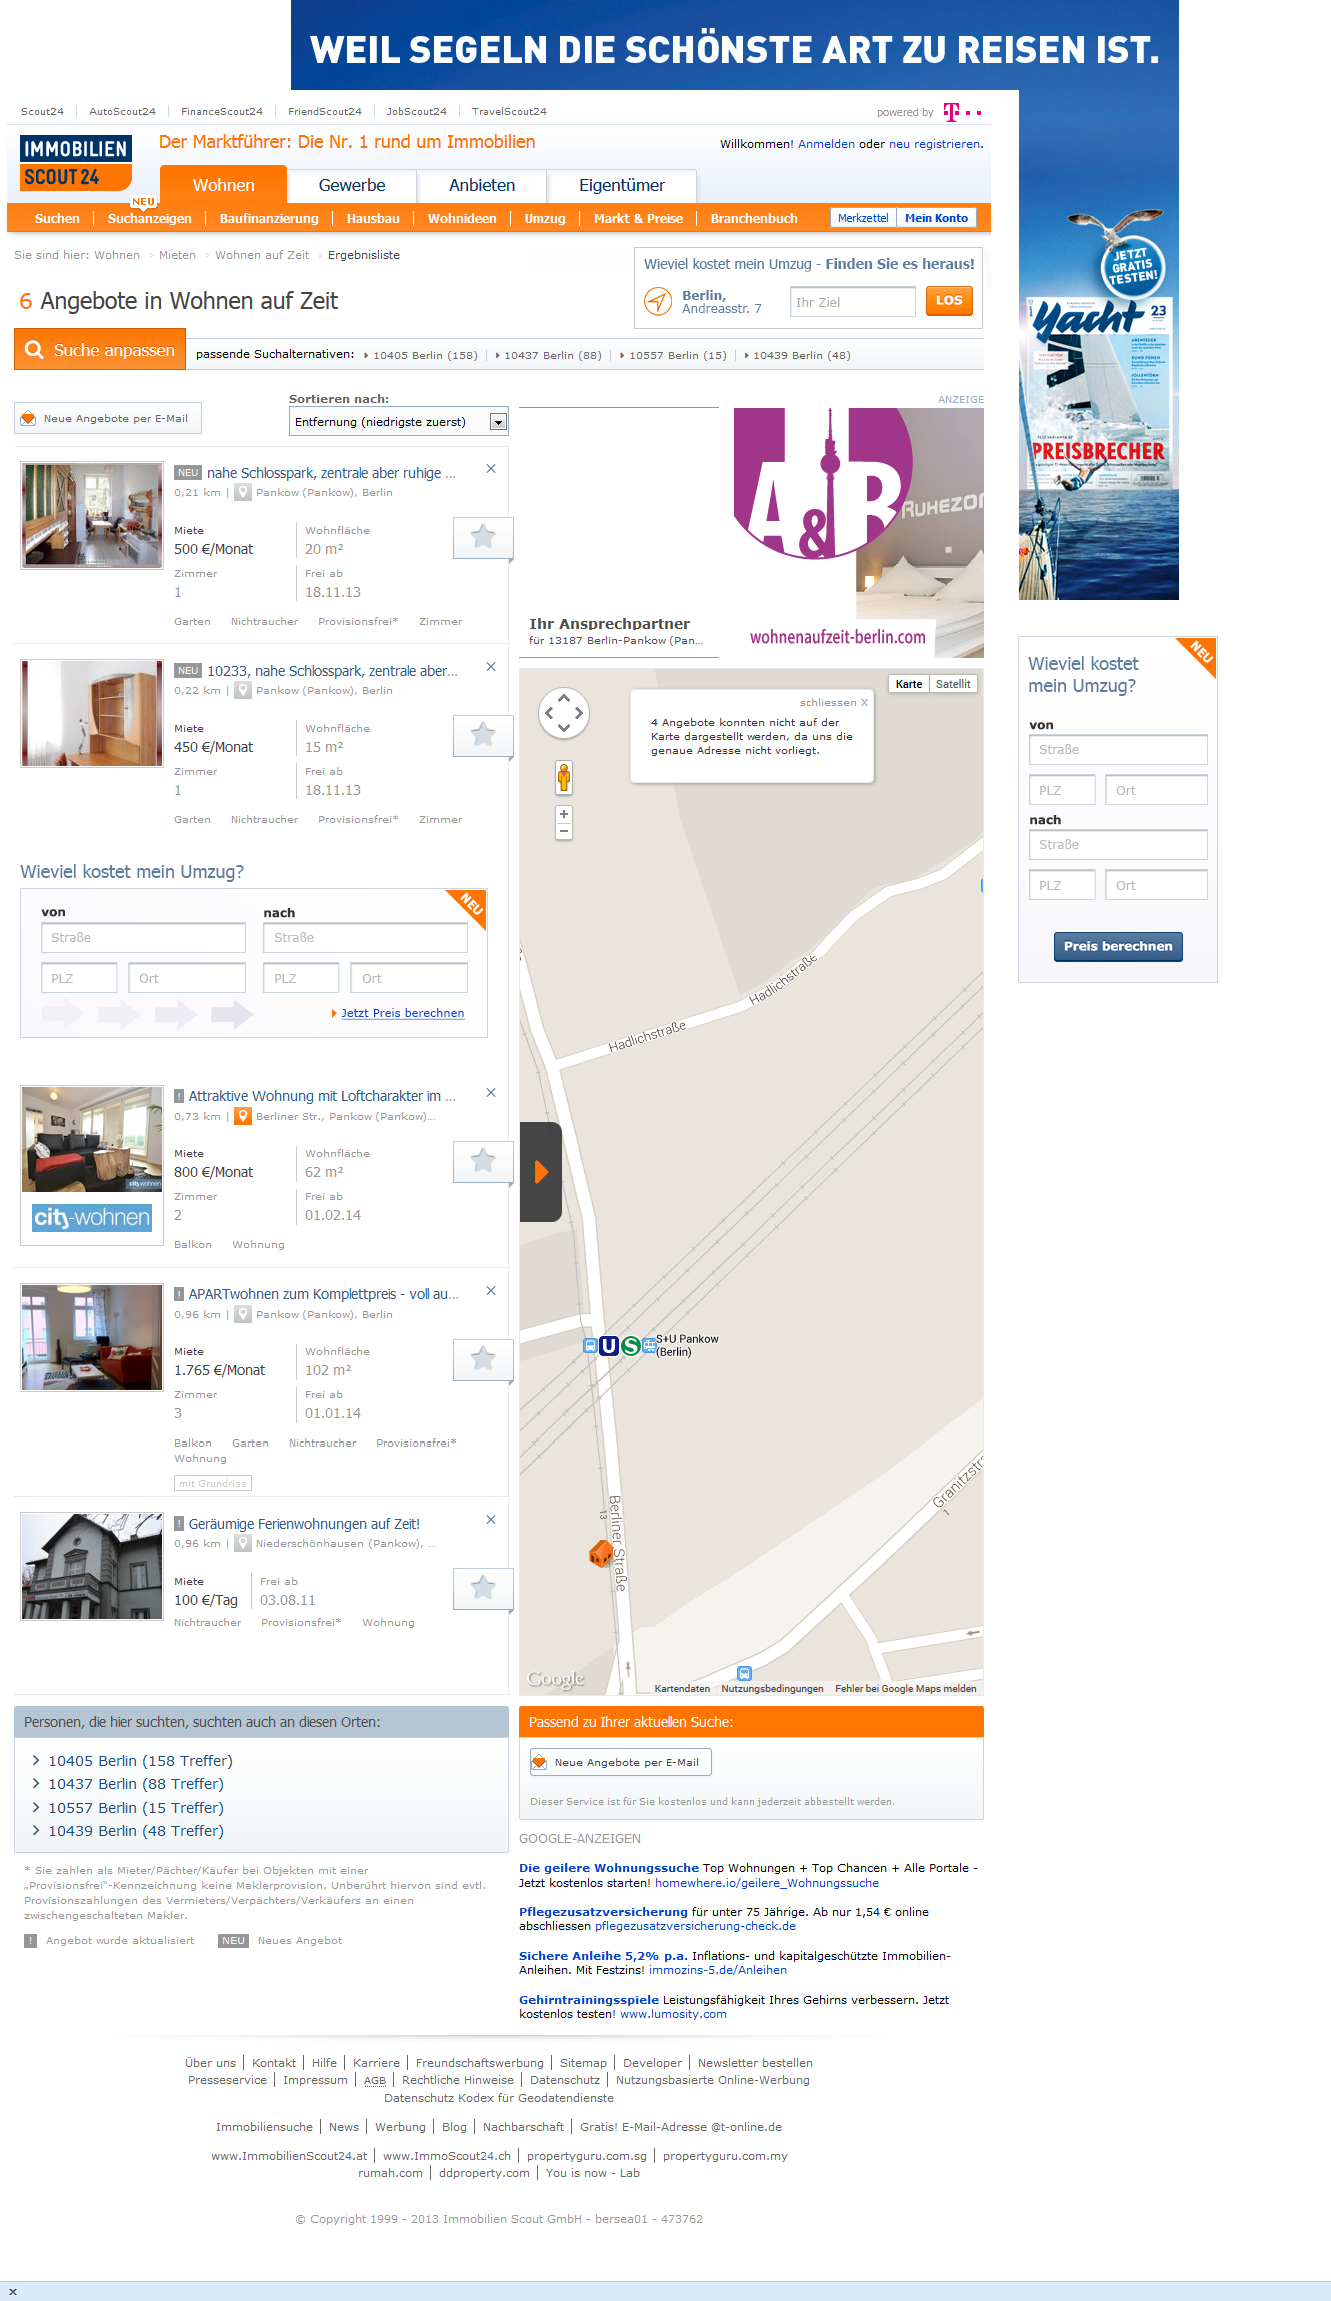 WEIL SEGELN DIE SCHÖNSTE ART ZU REISEN IST.
Scout24 AutoScout24 FinanceScout24 FriendScout24 JobScout24 TravelScout24
powered by T
IMMOBILIEN
SCOUT 24
Der Marktführer: Die Nr. 1 rund um Immobilien
Willkommen! Anmelden oder neu registrieren.
Wohnen Gewerbe Anbieten Eigentümer
NEU
Suchen Suchanzeigen Baufinanzierung Hausbau Wohnideen Umzug Markt & Preise Branchenbuch
Merkzettel Mein Konto
Sie sind hier: Wohnen › Mieten › Wohnen auf Zeit › Ergebnisliste
Wieviel kostet mein Umzug - Finden Sie es heraus!
Berlin,
Andreasstr. 7
Ihr Ziel
LOS
6 Angebote in Wohnen auf Zeit
Suche anpassen
passende Suchalternativen: 10405 Berlin (158) 10437 Berlin (88) 10557 Berlin (15) 10439 Berlin (48)
JETZT
GRATIS
TESTEN!
Yacht 23
ABENTEUER
PREISBRECHER
Neue Angebote per E-Mail
Sortieren nach:
Entfernung (niedrigste zuerst)
ANZEIGE
NEU nahe Schlosspark, zentrale aber ruhige ...
0,21 km | Pankow (Pankow), Berlin
Miete Wohnfläche
500 €/Monat 20 m²
Zimmer Frei ab
1 18.11.13
Garten Nichtraucher Provisionsfrei* Zimmer
A&B
RUHEZON
Ihr Ansprechpartner
für 13187 Berlin-Pankow (Pan...
wohnenaufzeit-berlin.com
NEU 10233, nahe Schlosspark, zentrale aber...
0,22 km | Pankow (Pankow), Berlin
Miete Wohnfläche
450 €/Monat 15 m²
Zimmer Frei ab
1 18.11.13
Garten Nichtraucher Provisionsfrei* Zimmer
Wieviel kostet mein Umzug?
NEU
von nach
Straße Straße
PLZ Ort PLZ Ort
Jetzt Preis berechnen
! Attraktive Wohnung mit Loftcharakter im ...
0,73 km | Berliner Str., Pankow (Pankow)...
Miete Wohnfläche
800 €/Monat 62 m²
Zimmer Frei ab
2 01.02.14
Balkon Wohnung
city-wohnen
city-wohnen
! APARTwohnen zum Komplettpreis - voll au...
0,96 km | Pankow (Pankow), Berlin
Miete Wohnfläche
1.765 €/Monat 102 m²
Zimmer Frei ab
3 01.01.14
Balkon Garten Nichtraucher Provisionsfrei*
Wohnung
mit Grundriss
! Geräumige Ferienwohnungen auf Zeit!
0,96 km | Niederschönhausen (Pankow), ...
Miete Frei ab
100 €/Tag 03.08.11
Nichtraucher Provisionsfrei* Wohnung
Karte Satellit
schliessen X
4 Angebote konnten nicht auf der
Karte dargestellt werden, da uns die
genaue Adresse nicht vorliegt.
+
−
Hadlichstraße
Hadlichstraße
U S
S+U Pankow
(Berlin)
Granitzstra
Berliner Straße
13
1
Google
Kartendaten Nutzungsbedingungen Fehler bei Google Maps melden
NEU
Wieviel kostet
mein Umzug?
von
Straße
PLZ Ort
nach
Straße
PLZ Ort
Preis berechnen
Personen, die hier suchten, suchten auch an diesen Orten:
10405 Berlin (158 Treffer)
10437 Berlin (88 Treffer)
10557 Berlin (15 Treffer)
10439 Berlin (48 Treffer)
Passend zu Ihrer aktuellen Suche:
Neue Angebote per E-Mail
Dieser Service ist für Sie kostenlos und kann jederzeit abbestellt werden.
* Sie zahlen als Mieter/Pächter/Käufer bei Objekten mit einer
„Provisionsfrei“-Kennzeichnung keine Maklerprovision. Unberührt hiervon sind evtl.
Provisionszahlungen des Vermieters/Verpächters/Verkäufers an einen
zwischengeschalteten Makler.
! Angebot wurde aktualisiert NEU Neues Angebot
GOOGLE-ANZEIGEN
Die geilere Wohnungssuche Top Wohnungen + Top Chancen + Alle Portale -
Jetzt kostenlos starten! homewhere.io/geilere_Wohnungssuche
Pflegezusatzversicherung für unter 75 Jährige. Ab nur 1,54 € online
abschliessen pflegezusatzversicherung-check.de
Sichere Anleihe 5,2% p.a. Inflations- und kapitalgeschützte Immobilien-
Anleihen. Mit Festzins! immozins-5.de/Anleihen
Gehirntrainingsspiele Leistungsfähigkeit Ihres Gehirns verbessern. Jetzt
kostenlos testen! www.lumosity.com
Über uns Kontakt Hilfe Karriere Freundschaftswerbung Sitemap Developer Newsletter bestellen
Presseservice Impressum AGB Rechtliche Hinweise Datenschutz Nutzungsbasierte Online-Werbung
Datenschutz Kodex für Geodatendienste
Immobiliensuche News Werbung Blog Nachbarschaft Gratis! E-Mail-Adresse @t-online.de
www.ImmobilienScout24.at www.ImmoScout24.ch propertyguru.com.sg propertyguru.com.my
rumah.com ddproperty.com You is now - Lab
© Copyright 1999 - 2013 Immobilien Scout GmbH - bersea01 - 473762
x